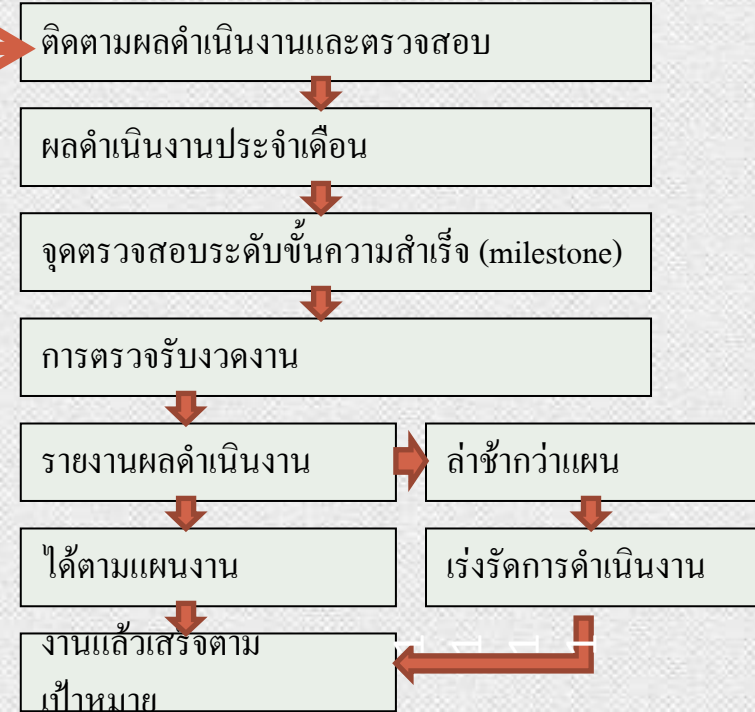 ติดตามผลดำเนินงานและตรวจสอบ
ผลดำเนินงานประจำเดือน
จุดตรวจสอบระดับขั้นความสำเร็จ (milestone)
การตรวจรับงวดงาน
รายงานผลดำเนินงาน
ล่าช้ากว่าแผน
ได้ตามแผนงาน
เร่งรัดการดำเนินงาน
งานแล้วเสร็จตาม
เป้าหมาย